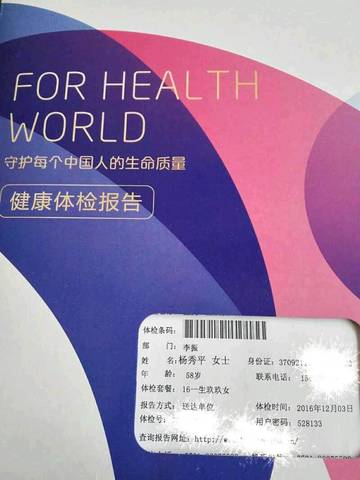 FOR HEALTH
WORLD
守护每个中国人的生命质量
健康体检报告
体检条码:
部 门: 李振
姓 名: 杨秀平 女士 身份证: 37092
年 龄: 58岁 联系电话: 15
体检套餐: 16一生玖玖女
报告方式: 送达单位 体检时间: 2016年12月03日
体检号: 用户密码: 528133
查询报告网址: http://w